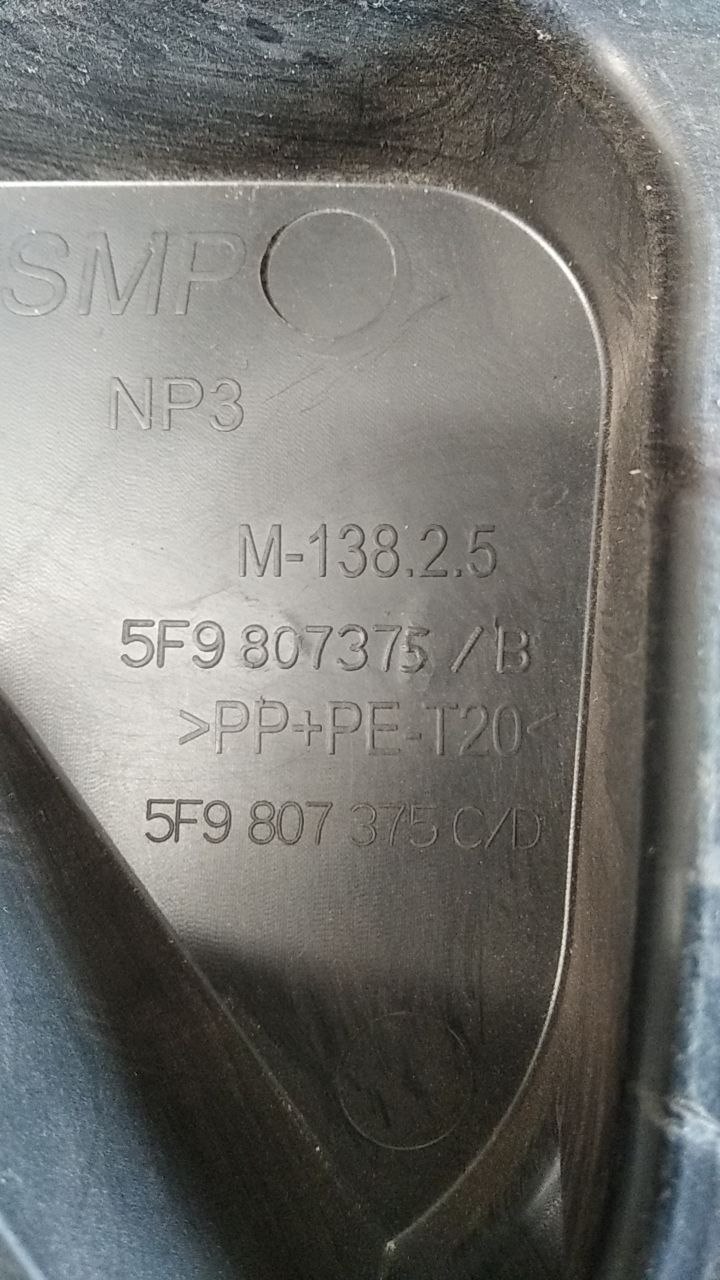 SMP
NP3
M-138.2.5
5F9 807375 /B
>PP+PE-T20<
5F9 807 375 C/D